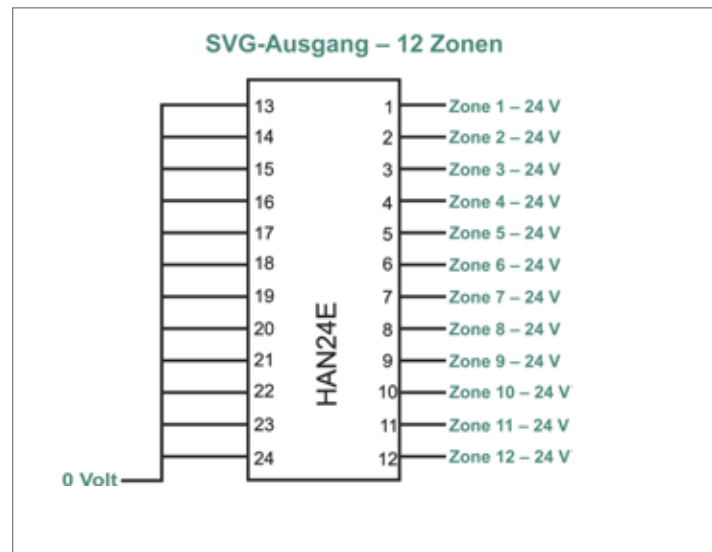 SVG-Ausgang – 12 Zonen
13 1 Zone 1 – 24 V
14 2 Zone 2 – 24 V
15 3 Zone 3 – 24 V
16 4 Zone 4 – 24 V
17 5 Zone 5 – 24 V
18 6 Zone 6 – 24 V
19 7 Zone 7 – 24 V
20 8 Zone 8 – 24 V
21 9 Zone 9 – 24 V
22 10 Zone 10 – 24 V
23 11 Zone 11 – 24 V
24 12 Zone 12 – 24 V
HAN24E
0 Volt